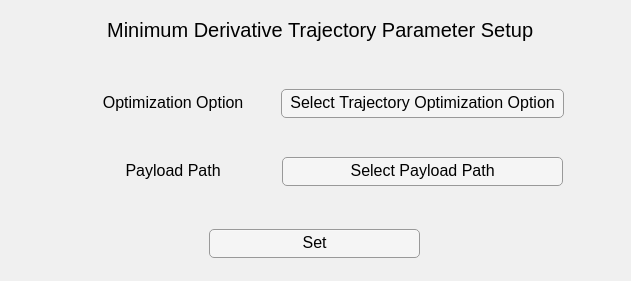 Minimum Derivative Trajectory Parameter Setup
Optimization Option Select Trajectory Optimization Option
Payload Path Select Payload Path
Set